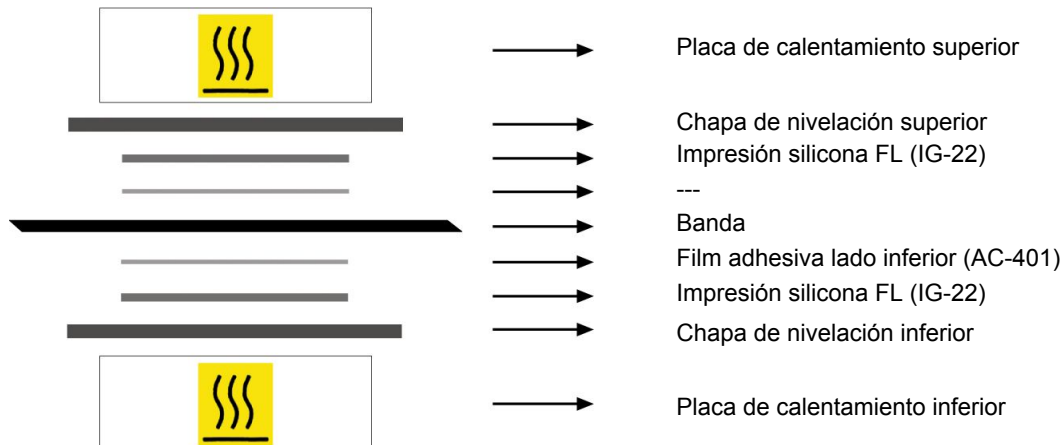 Placa de calentamiento superior
Chapa de nivelación superior
Impresión silicona FL (IG-22)
---
Banda
Film adhesiva lado inferior (AC-401)
Impresión silicona FL (IG-22)
Chapa de nivelación inferior
Placa de calentamiento inferior